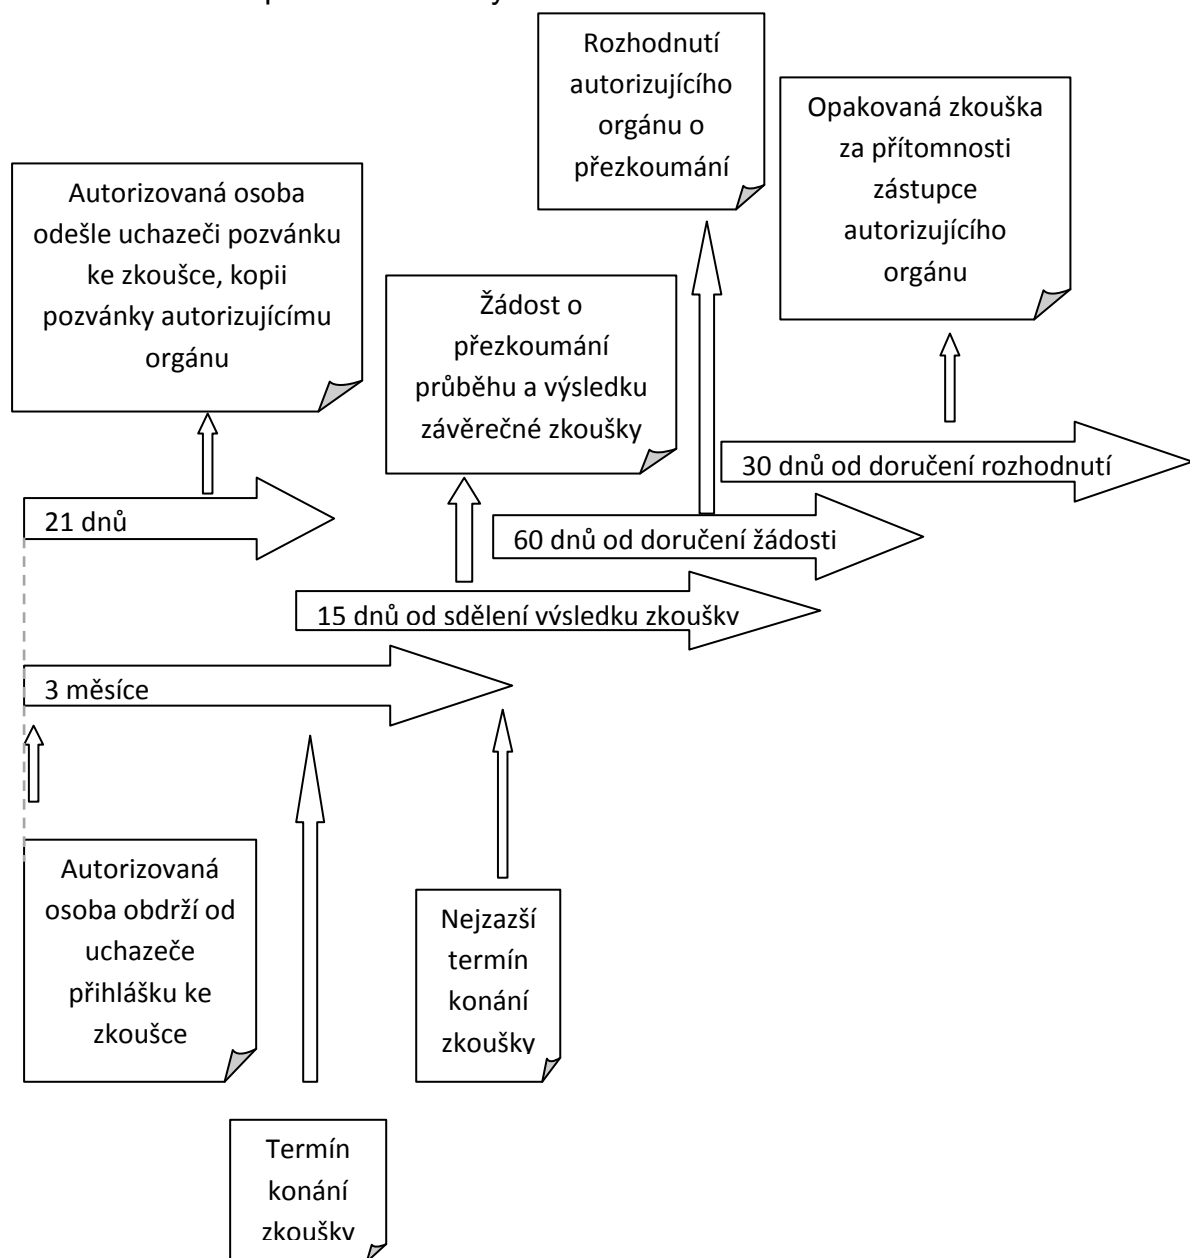 Rozhodnutí
autorizujícího
orgánu o
přezkoumání
Opakovaná zkouška
za přítomnosti
zástupce
autorizujícího
orgánu
Autorizovaná osoba
odešle uchazeči pozvánku
ke zkoušce, kopii
pozvánky autorizujícímu
orgánu
Žádost o
přezkoumání
průběhu a výsledku
závěrečné zkoušky
30 dnů od doručení rozhodnutí
21 dnů
60 dnů od doručení žádosti
15 dnů od sdělení výsledku zkoušky
3 měsíce
Autorizovaná
osoba obdrží od
uchazeče
přihlášku ke
zkoušce
Nejzazší
termín
konání
zkoušky
Termín
konání
zkoušky